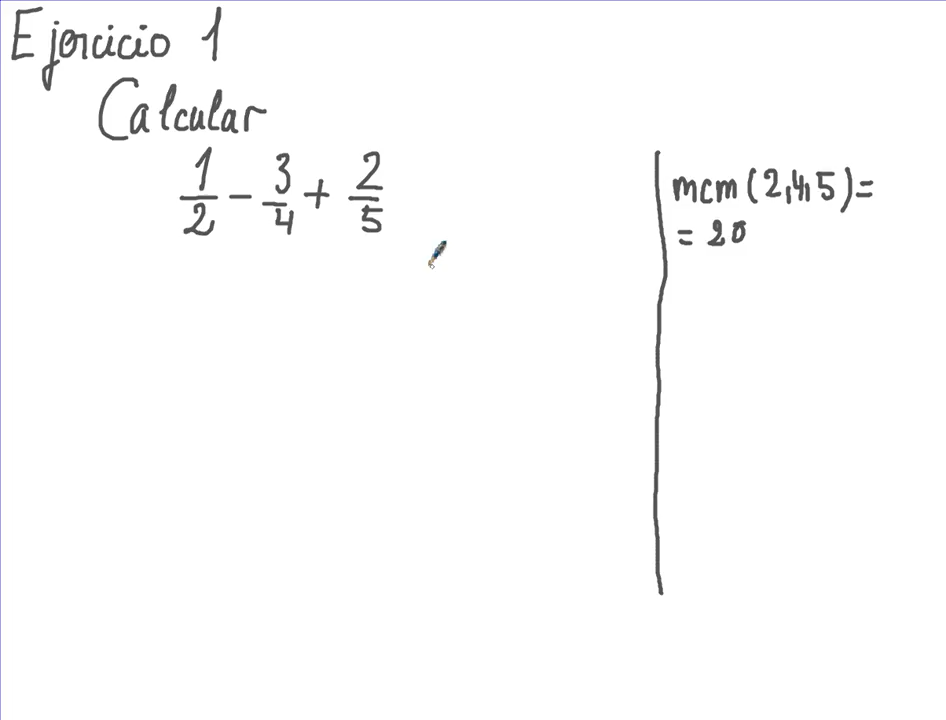 Ejercicio 1
Calcular
1/2 - 3/4 + 2/5
mcm(2,4,5)=
= 20